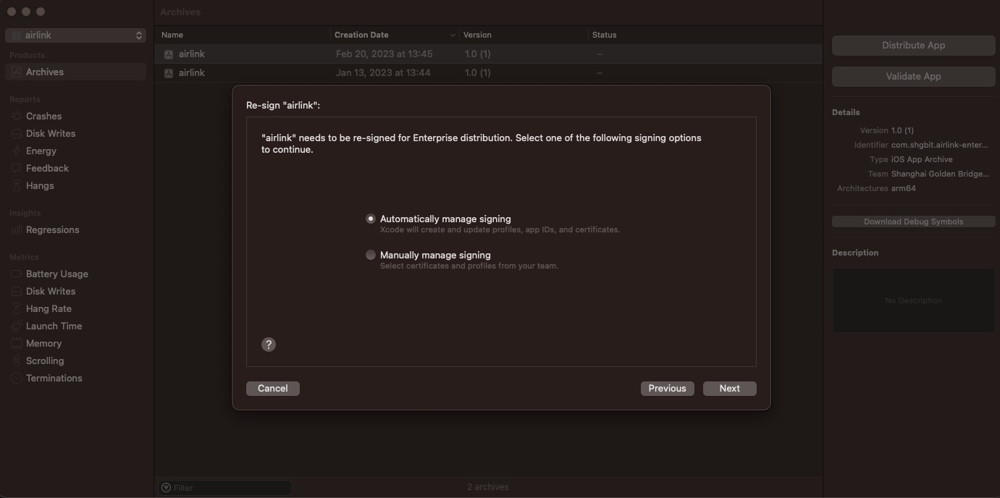 Archives
airlink
Products
Archives
Reports
Crashes
Disk Writes
Energy
Feedback
Hangs
Insights
Regressions
Metrics
Battery Usage
Disk Writes
Hang Rate
Launch Time
Memory
Scrolling
Terminations
Name Creation Date Version Status
airlink Feb 20, 2023 at 13:45 1.0 (1) --
airlink Jan 13, 2023 at 13:44 1.0 (1) --
Re-sign "airlink":
"airlink" needs to be re-signed for Enterprise distribution. Select one of the following signing options
to continue.
Automatically manage signing
Xcode will create and update profiles, app IDs, and certificates.
Manually manage signing
Select certificates and profiles from your team.
?
Cancel Previous Next
Filter
2 archives
Distribute App
Validate App
Details
Version 1.0 (1)
Identifier com.shgbit.airlink-enter...
Type iOS App Archive
Team Shanghai Golden Bridge...
Architectures arm64
Download Debug Symbols
Description
No Description